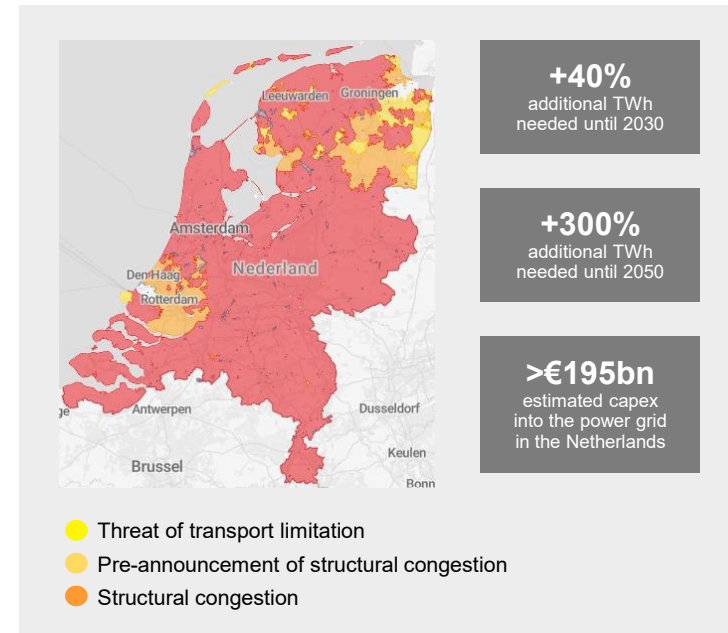 +40%
additional TWh
needed until 2030
Leeuwarden
Groningen
+300%
additional TWh
needed until 2050
Amsterdam
Den Haag
Nederland
Rotterdam
>€195bn
estimated capex
into the power grid
in the Netherlands
ge
Antwerpen
Dusseldorf
Brussel
Keulen
Bonn
Threat of transport limitation
Pre-announcement of structural congestion
Structural congestion